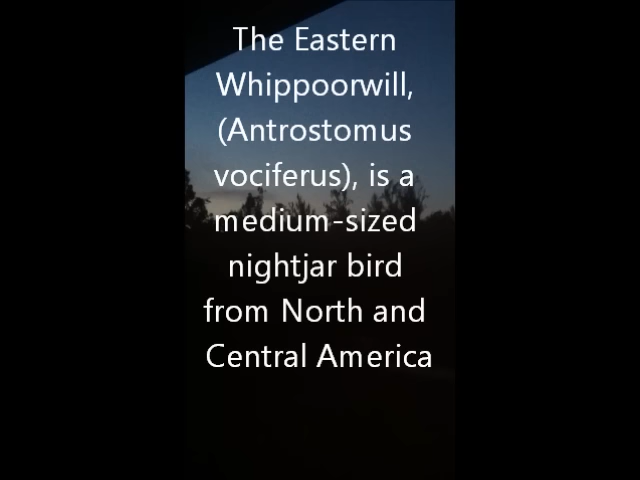 The Eastern
Whippoorwill,
(Antrostomus
vociferus), is a
medium-sized
nightjar bird
from North and
Central America